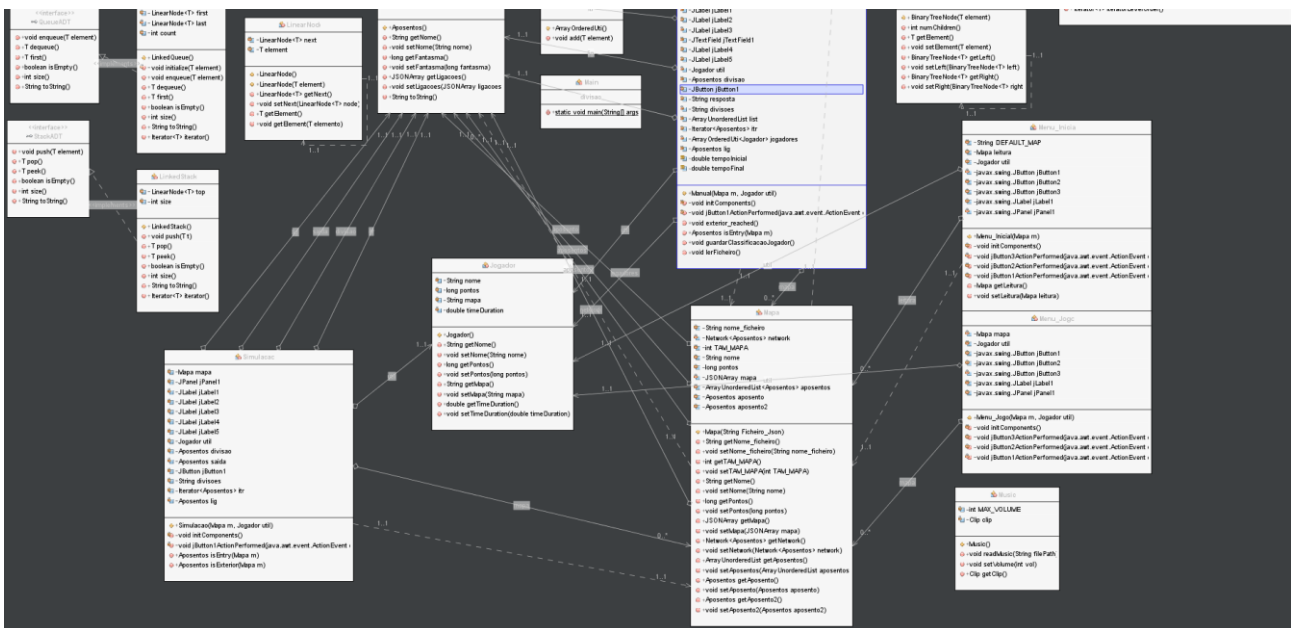 <interface>>
QueueADT
void enqueue(T element)
T dequeue()
T first()
boolean isEmpty()
int size()
String toString()
<interface>>
StackADT
void push(T element)
T pop()
T peek()
boolean isEmpty()
int size()
String toString()
LinearNode<T> first
LinearNode<T> last
int count
LinkedQueue()
void initialize(T element)
void enqueue(T element)
T dequeue()
T first()
boolean isEmpty()
int size()
String toString()
Iterator<T> iterator()
LinkedStack
LinearNode<T> top
int size
LinkedStack()
void push(T t)
T pop()
T peek()
boolean isEmpty()
int size()
String toString()
Iterator<T> iterator()
LinearNode
LinearNode<T> next
T element
LinearNode()
LinearNode(T element)
LinearNode<T> getNext()
void setNext(LinearNode<T> node)
T getElement()
void getElement(T elemento)
1..1
Aposentos()
String getNome()
void setNome(String nome)
long getFantasma()
void setFantasma(long fantasma)
JSONArray getLigacoes()
void setLigacoes(JSONArray ligacoes
String toString()
ArrayOrderedUti()
void add(T element)
Main
divisao
static void main(String[] args
JLabel jLabel1
JLabel jLabel2
JLabel jLabel3
JTextField jTextField1
JLabel jLabel4
JLabel jLabel5
Jogador util
Aposentos divisao
JButton jButton1
String resposta
String divisoes
ArrayUnorderedList list
Iterator<Aposentos> itr
ArrayOrderedUti<Jogador> jogadores
Aposentos lig
double tempoInicial
double tempoFinal
Manual(Mapa m, Jogador util)
void initComponents()
void jButton1ActionPerformed(java.awt.event.ActionEvent
void exterior_reached()
Aposentos isEntry(Mapa m)
void guardarClassificacaoJogador()
void lerFicheiro()
BinaryTreeNode(T element)
int numChildren()
T getElement()
void setElement(T element)
BinaryTreeNode<T> getLeft()
void setLeft(BinaryTreeNode<T> left)
BinaryTreeNode<T> getRight()
void setRight(BinaryTreeNode<T> right
1..1
Menu_Inicial
String DEFAULT_MAP
Mapa leitura
Jogador util
javax.swing.JButton jButton1
javax.swing.JButton jButton2
javax.swing.JButton jButton3
javax.swing.JLabel jLabel1
javax.swing.JPanel jPanel1
Menu_Inicial(Mapa m)
void initComponents()
void jButton3ActionPerformed(java.awt.event.ActionEvent
void jButton2ActionPerformed(java.awt.event.ActionEvent
void jButton1ActionPerformed(java.awt.event.ActionEvent
Mapa getLeitura()
void setLeitura(Mapa leitura)
Menu_Jogo
Mapa mapa
Jogador util
javax.swing.JButton jButton1
javax.swing.JButton jButton2
javax.swing.JButton jButton3
javax.swing.JLabel jLabel1
javax.swing.JPanel jPanel1
Menu_Jogo(Mapa m, Jogador util)
void initComponents()
void jButton3ActionPerformed(java.awt.event.ActionEvent
void jButton2ActionPerformed(java.awt.event.ActionEvent
void jButton1ActionPerformed(java.awt.event.ActionEvent
Jogador
String nome
long pontos
String mapa
double timeDuration
Jogador()
String getNome()
void setNome(String nome)
long getPontos()
void setPontos(long pontos)
String getMapa()
void setMapa(String mapa)
double getTimeDuration()
void setTimeDuration(double timeDuration)
Simulacao
Mapa mapa
JPanel jPanel1
JLabel jLabel1
JLabel jLabel2
JLabel jLabel3
JLabel jLabel4
JLabel jLabel5
Jogador util
Aposentos divisao
Aposentos saida
JButton jButton1
String divisoes
Iterator<Aposentos> itr
Aposentos lig
Simulacao(Mapa m, Jogador util)
void initComponents()
void jButton1ActionPerformed(java.awt.event.ActionEvent
Aposentos isEntry(Mapa m)
Aposentos isExterior(Mapa m)
Mapa
String nome_ficheiro
Network<Aposentos> network
int TAM_MAPA
String nome
long pontos
JSONArray mapa
ArrayUnorderedList<Aposentos> aposentos
Aposentos aposento
Aposentos aposento2
Mapa(String Ficheiro_Json)
String getNome_ficheiro()
void setNome_ficheiro(String nome_ficheiro)
int getTAM_MAPA()
void setTAM_MAPA(int TAM_MAPA)
String getNome()
void setNome(String nome)
long getPontos()
void setPontos(long pontos)
JSONArray getMapa()
void setMapa(JSONArray mapa)
Network<Aposentos> getNetwork()
void setNetwork(Network<Aposentos> network)
ArrayUnorderedList getAposentos()
void setAposentos(ArrayUnorderedList aposentos
Aposentos getAposento()
void setAposento(Aposentos aposento)
Aposentos getAposento2()
void setAposento2(Aposentos aposento2)
Music
int MAX_VOLUME
Clip clip
Music()
void readMusic(String filePath
void setVolume(int vol)
Clip getClip()